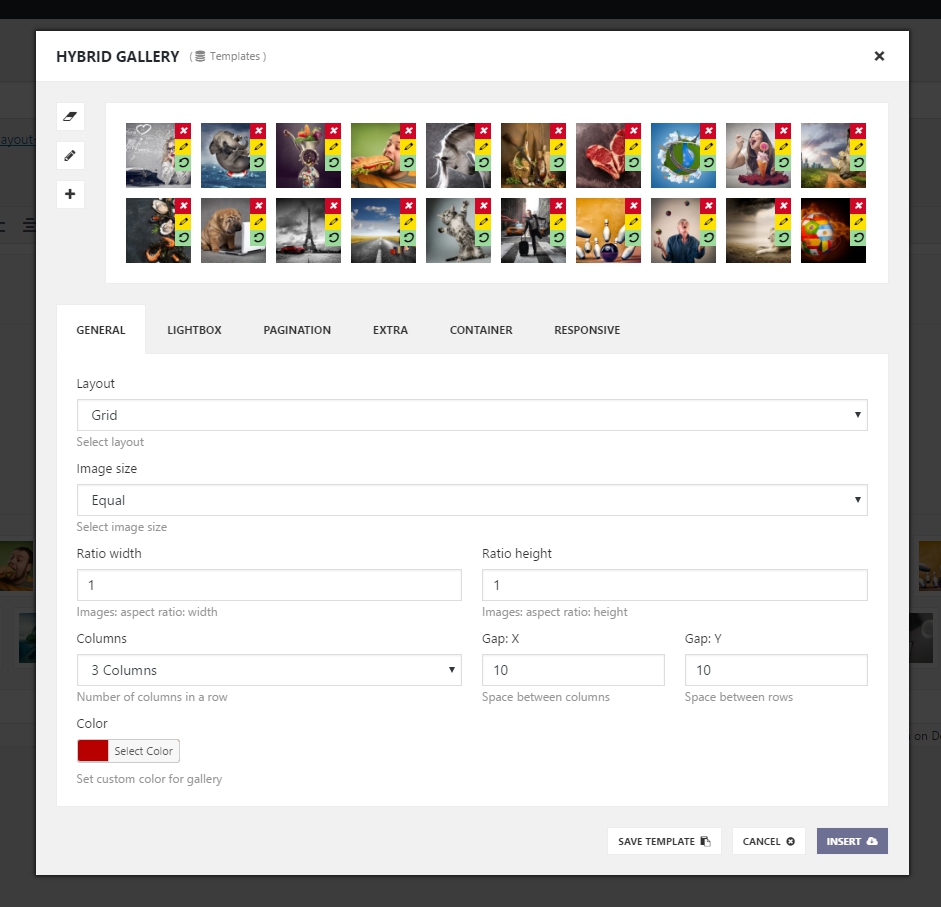 HYBRID GALLERY ( Templates )
ayout-
GENERAL LIGHTBOX PAGINATION EXTRA CONTAINER RESPONSIVE
Layout
Grid
Select layout
Image size
Equal
Select image size
Ratio width Ratio height
1 1
Images: aspect ratio: width Images: aspect ratio: height
Columns Gap: X Gap: Y
3 Columns 10 10
Number of columns in a row Space between columns Space between rows
Color
on D
Select Color
Set custom color for gallery
SAVE TEMPLATE CANCEL INSERT